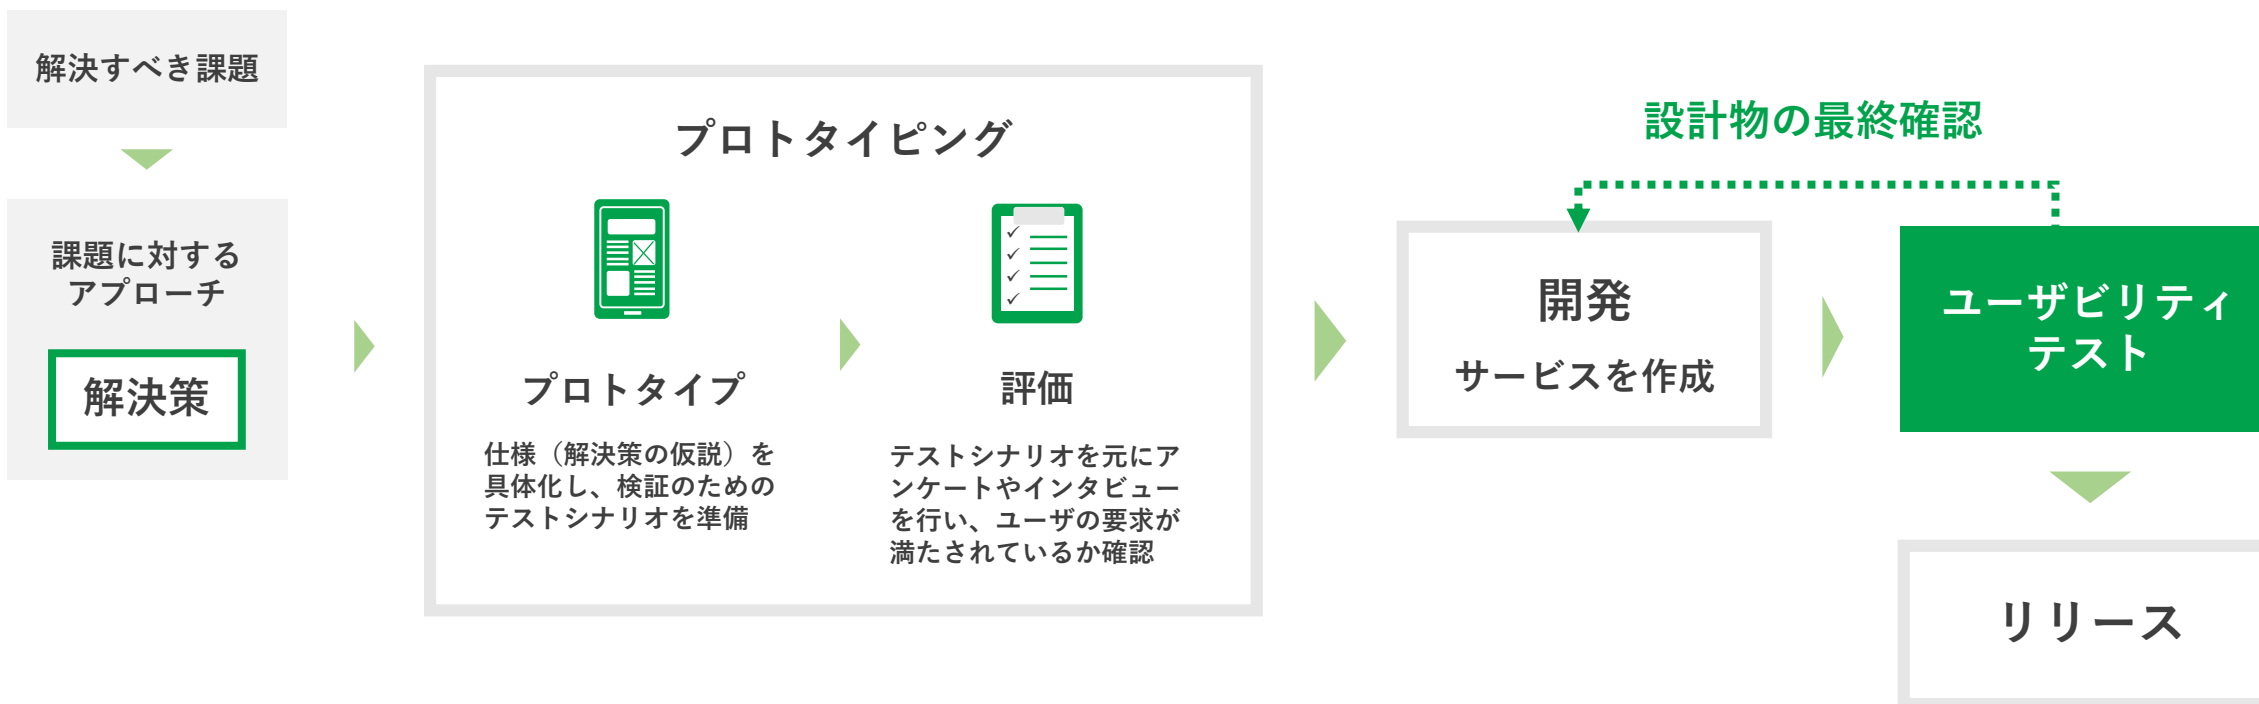 解決すべき課題
課題に対する
アプローチ
解決策
プロトタイピング
プロトタイプ
仕様（解決策の仮説）を
具体化し、検証のための
テストシナリオを準備
評価
テストシナリオを元にア
ンケートやインタビュー
を行い、ユーザの要求が
満たされているか確認
設計物の最終確認
開発
サービスを作成
ユーザビリティ
テスト
リリース